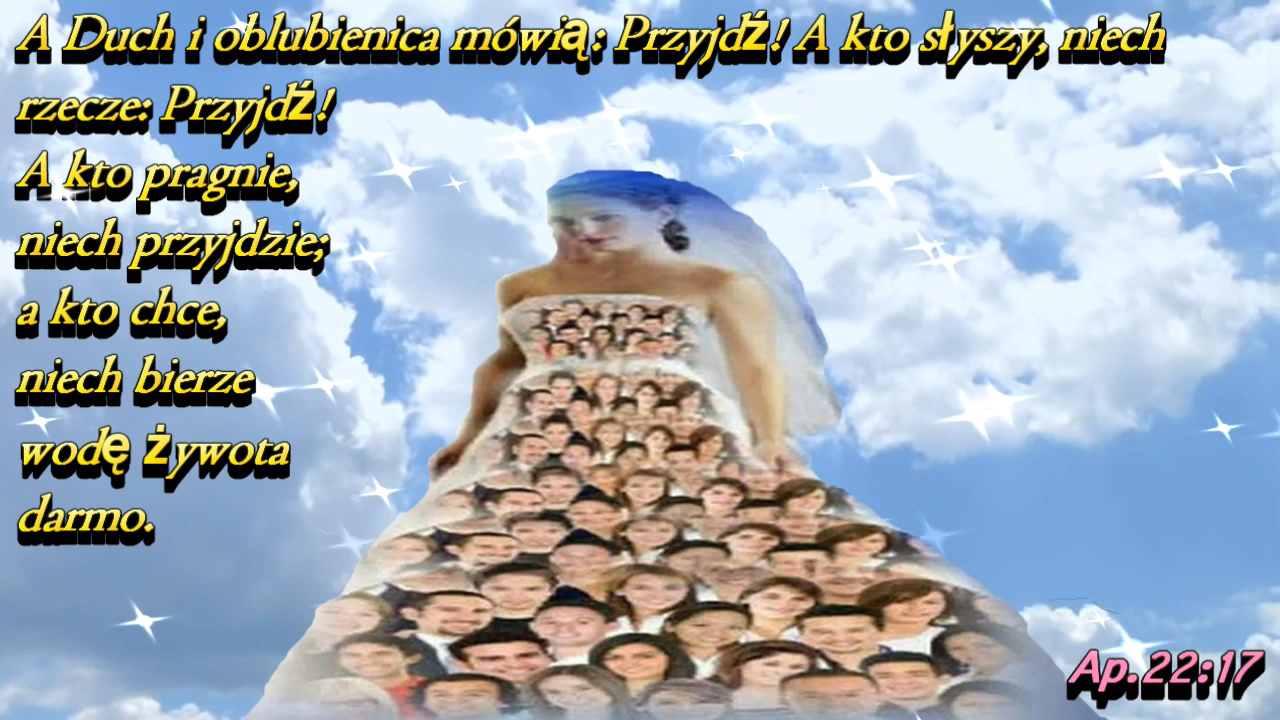 A Duch i oblubienica mówią: Przyjdź! A kto słyszy, niech
rzecze: Przyjdź!
A kto pragnie,
niech przyjdzie;
a kto chce,
niech bierze
wodę żywota
darmo.
Ap.22:17